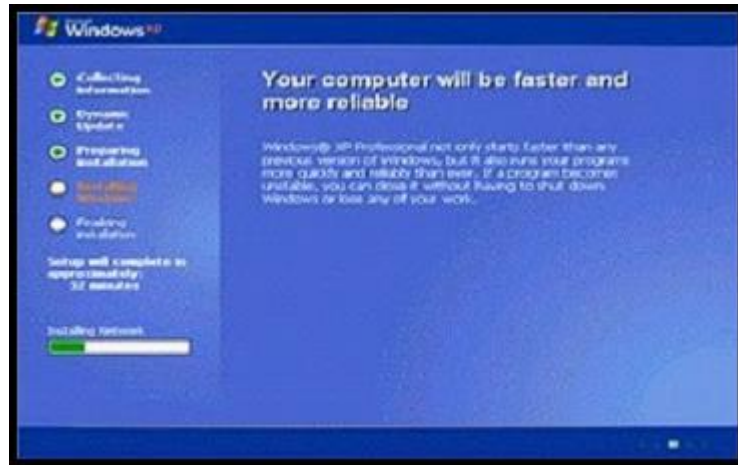 Microsoft
Windows xp
Collecting
information
Dynamic
Update
Preparing
installation
Installing
Windows
Finalizing
installation
Setup will complete in
approximately:
32 minutes
Installing Network
Your computer will be faster and
more reliable
Windows® XP Professional not only starts faster than any
previous version of Windows, but it also runs your programs
more quickly and reliably than ever. If a program becomes
unstable, you can close it without having to shut down
Windows or lose any of your work.